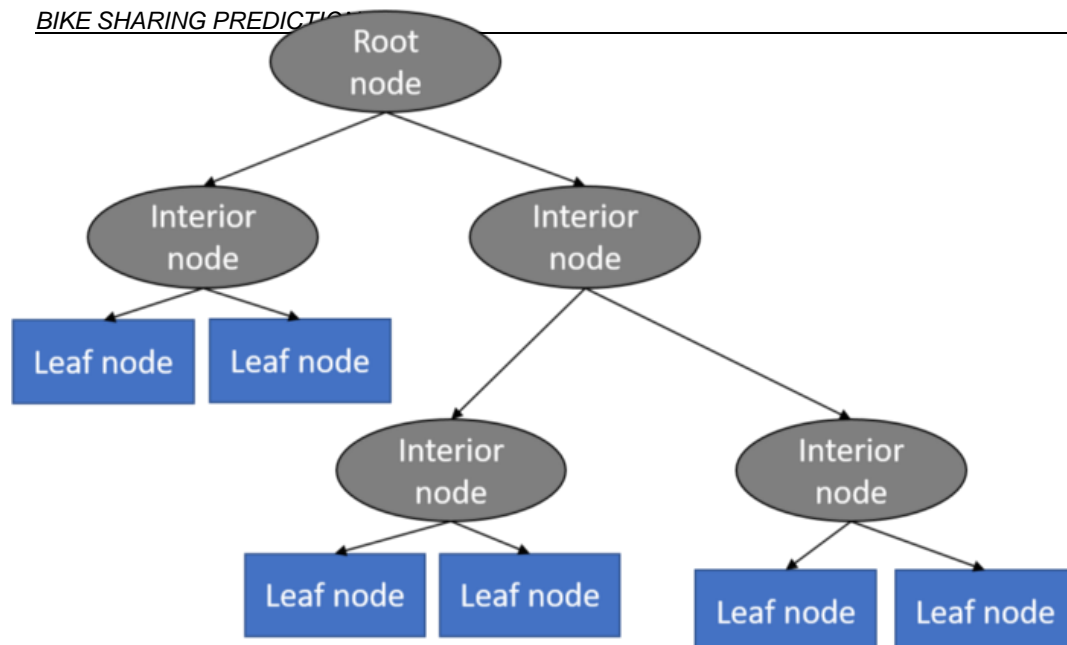 BIKE SHARING PREDICTION
Root
node
Interior
node
Interior
node
Leaf node
Leaf node
Interior
node
Interior
node
Leaf node
Leaf node
Leaf node
Leaf node